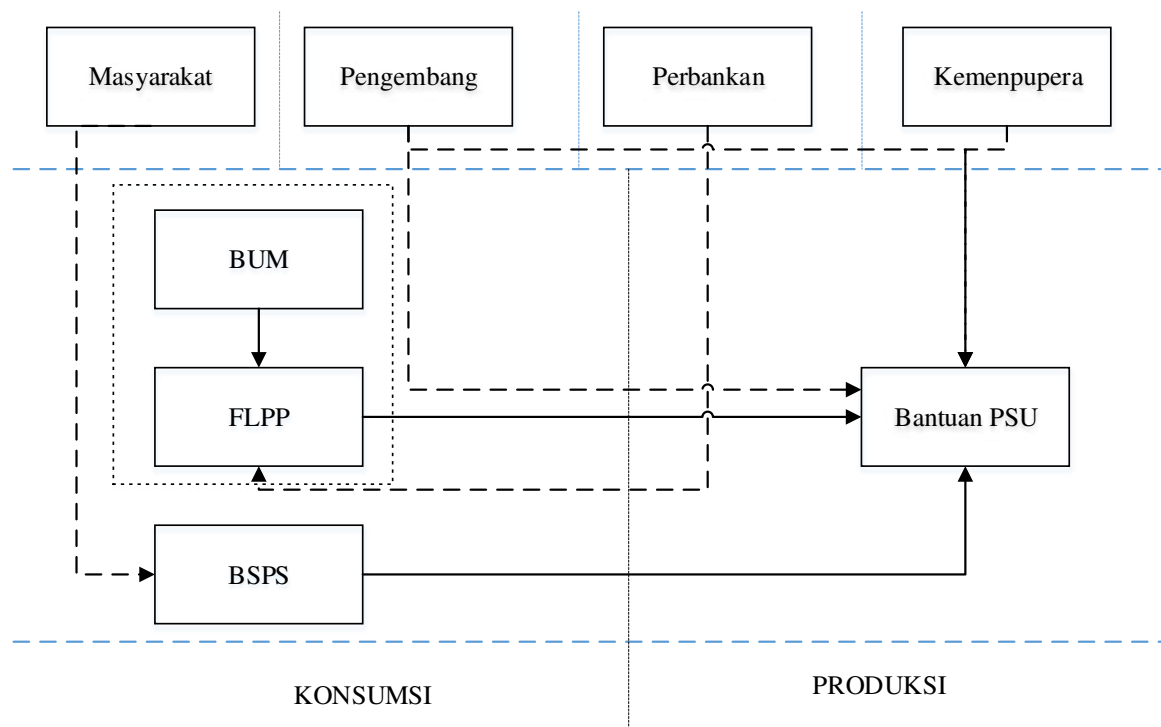 Masyarakat
Pengembang
Perbankan
Kemenpupera
BUM
FLPP
Bantuan PSU
BSPS
KONSUMSI
PRODUKSI